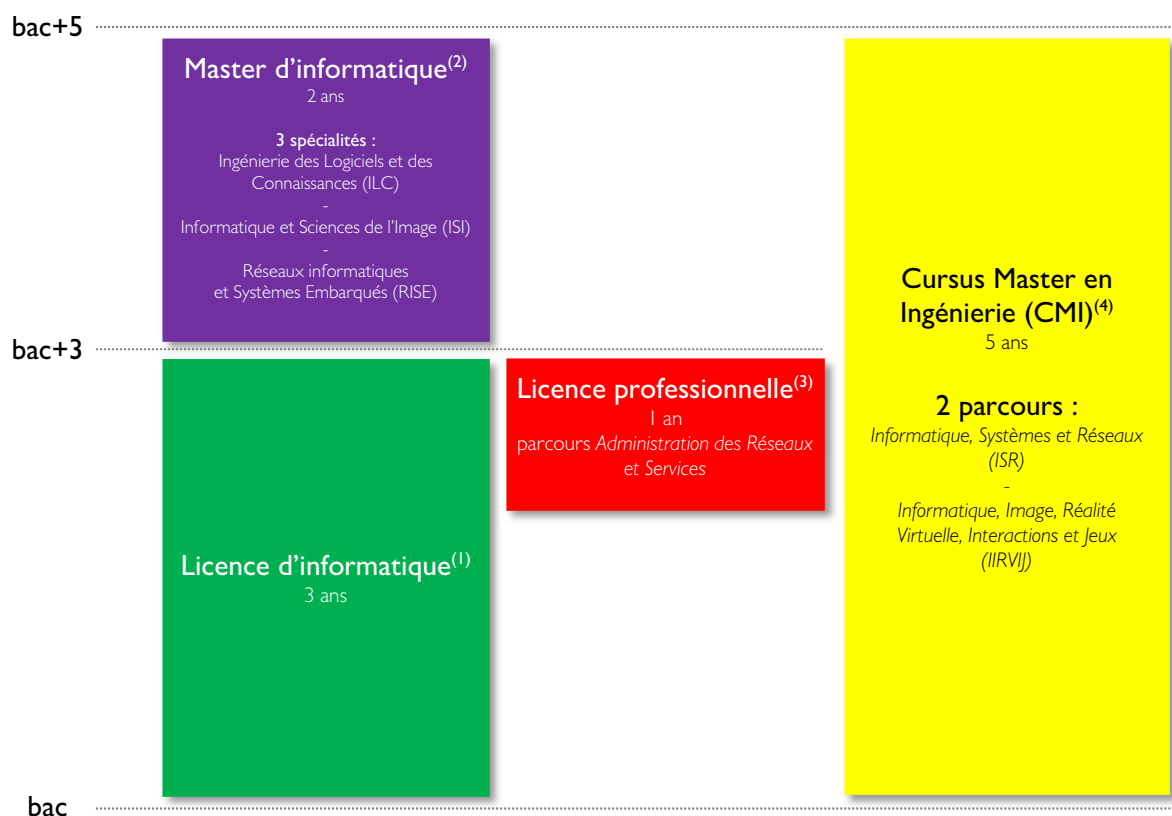 bac+5
Master d’informatique(2)
2 ans
3 spécialités :
Ingénierie des Logiciels et des
Connaissances (ILC)
-
Informatique et Sciences de l’Image (ISI)
-
Réseaux informatiques
et Systèmes Embarqués (RISE)
bac+3
Licence d’informatique(1)
3 ans
Licence professionnelle(3)
1 an
parcours Administration des Réseaux
et Services
Cursus Master en
Ingénierie (CMI)(4)
5 ans
2 parcours :
Informatique, Systèmes et Réseaux
(ISR)
-
Informatique, Image, Réalité
Virtuelle, Interactions et Jeux
(IIRVIJ)
bac